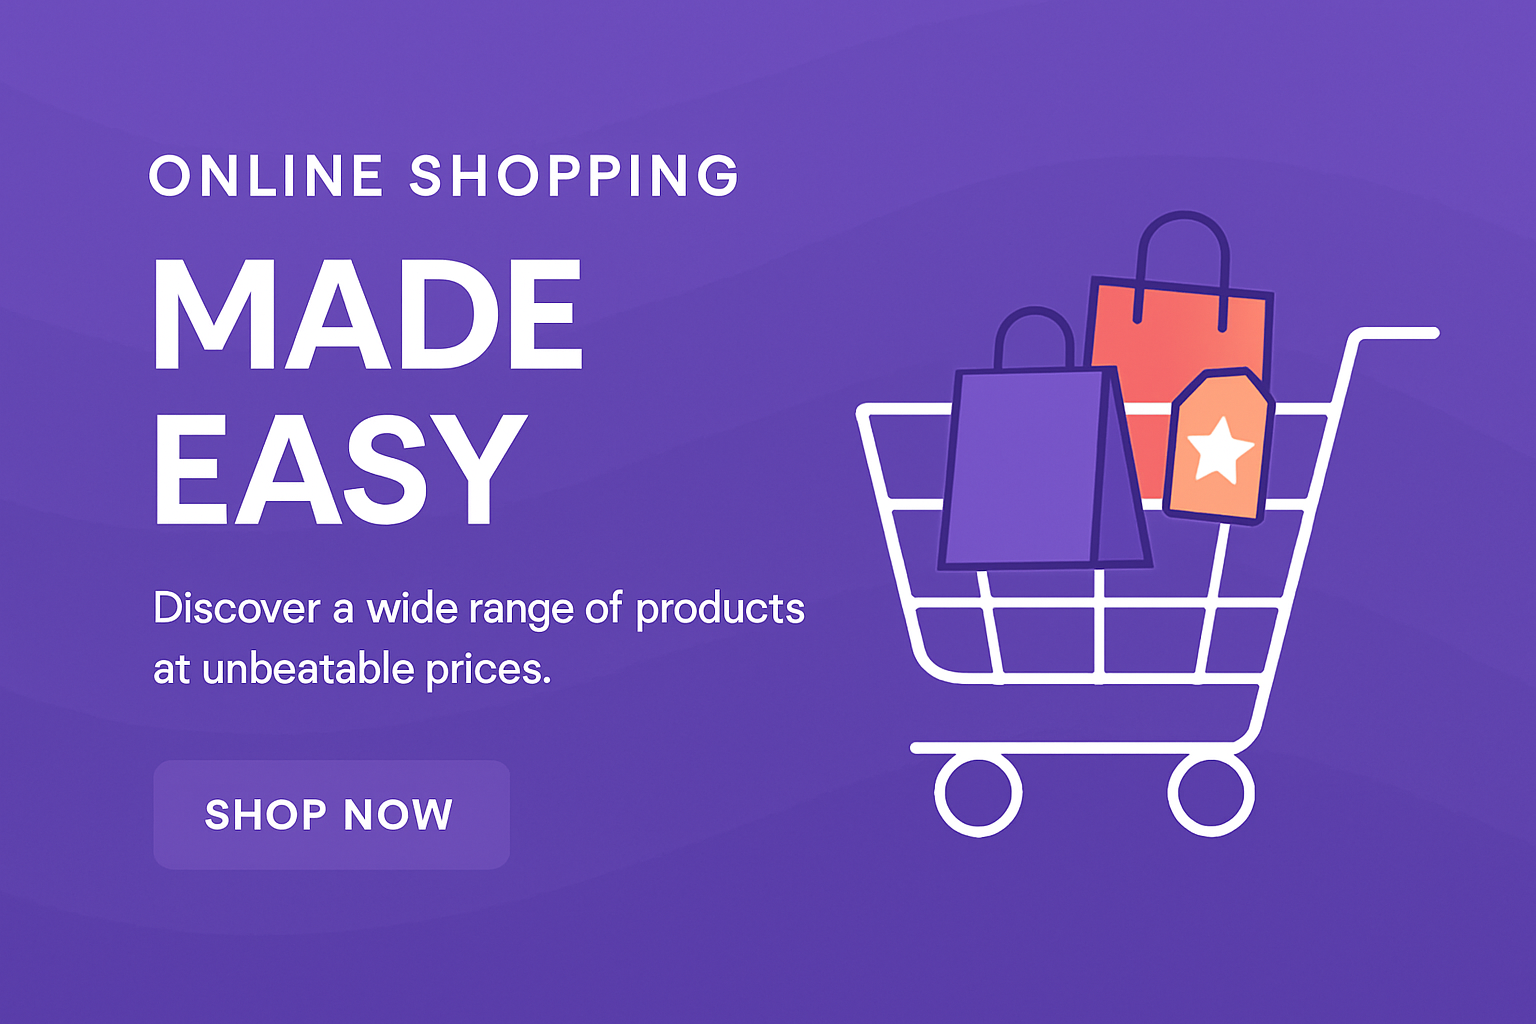 ONLINE SHOPPING
MADE
EASY
Discover a wide range of products
at unbeatable prices.
SHOP NOW